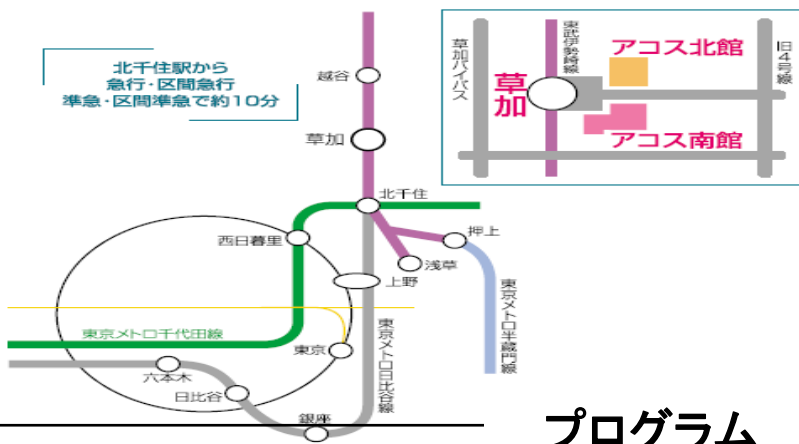 北千住駅から
急行・区間急行
準急・区間準急で約10分
越谷
草加
北千住
西日暮里
押上
浅草
上野
東京メトロ千代田線
東京
六本木
日比谷
銀座
東京メトロ日比谷線
東京メトロ半蔵門線
草加バイパス
東武伊勢崎線
アコス北館
旧4号線
草加
アコス南館
プログラム